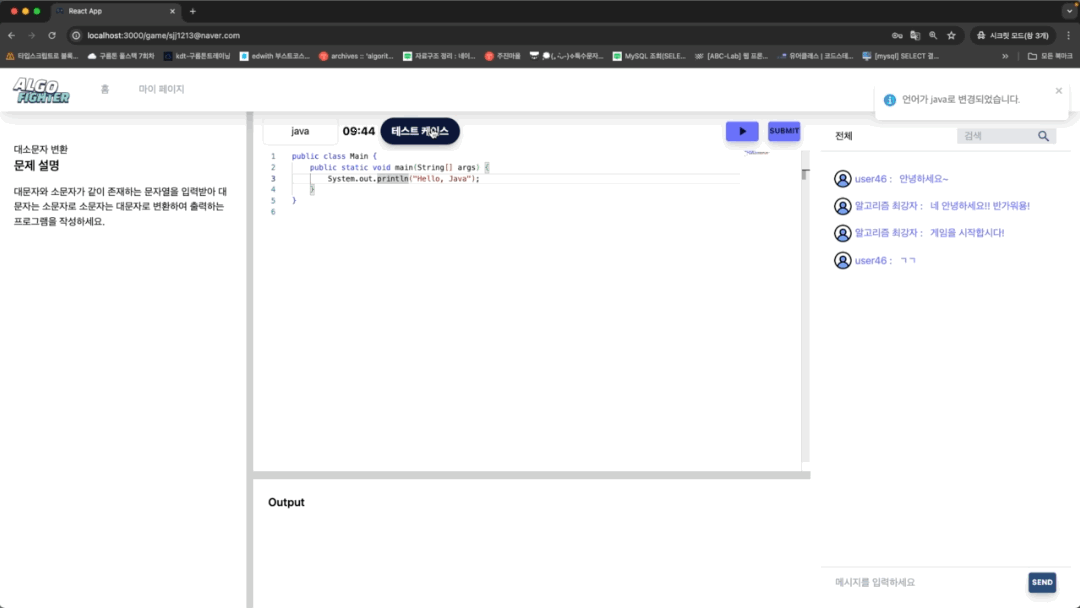 React App
localhost:3000/game/sjj1213@naver.com
시크릿 모드(창 3개)
타입스크립트로 블록...
구름톤 풀스택 7회차
kdt-구름톤트레이닝
edwith 부스트코스...
archives :: 'algorit...
자료구조 정리 : 네이...
주진마을
MySQL 조회(SELE...
[ABC-Lab] 웹 프론...
유어클래스 | 코드스테...
[mysql] SELECT 결...
모든 북마크
ALGO
FIGHTER
홈
마이 페이지
언어가 java로 변경되었습니다.
대소문자 변환
문제 설명
대문자와 소문자가 같이 존재하는 문자열을 입력받아 대
문자는 소문자로 소문자는 대문자로 변환하여 출력하는
프로그램을 작성하세요.
java
09:44
테스트 케이스
SUBMIT
1 public class Main {
2 public static void main(String[] args) {
3 System.out.println("Hello, Java");
4 }
5 }
6
Output
전체
검색
user46 : 안녕하세요~
알고리즘 최강자 : 네 안녕하세요!! 반가워용!
알고리즘 최강자 : 게임을 시작합시다!
user46 : ㄱㄱ
메시지를 입력하세요
SEND